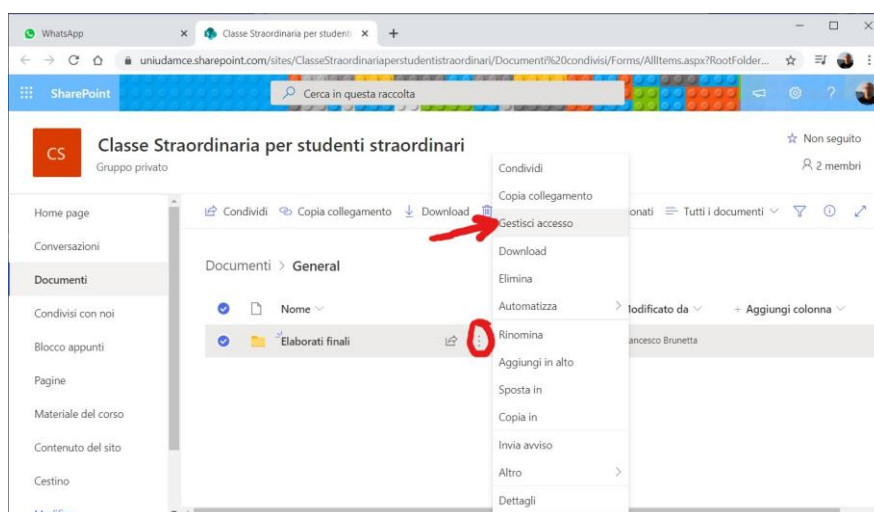 WhatsApp
Classe Straordinaria per studenti
uniudamce.sharepoint.com/sites/ClasseStraordinariaperstudentistraordinari/Documenti%20condivisi/Forms/AllItems.aspx?RootFolder...
SharePoint
Cerca in questa raccolta
?
CS
Classe Straordinaria per studenti straordinari
Gruppo privato
Non seguito
2 membri
Home page
Conversazioni
Documenti
Condivisi con noi
Blocco appunti
Pagine
Materiale del corso
Contenuto del sito
Cestino
Condividi Copia collegamento Download
onati Tutti i documenti
Documenti > General
Nome
odificato da + Aggiungi colonna
Elaborati finali
ancesco Brunetta
Condividi
Copia collegamento
Gestisci accesso
Download
Elimina
Automatizza
Rinomina
Aggiungi in alto
Sposta in
Copia in
Invia avviso
Altro
Dettagli